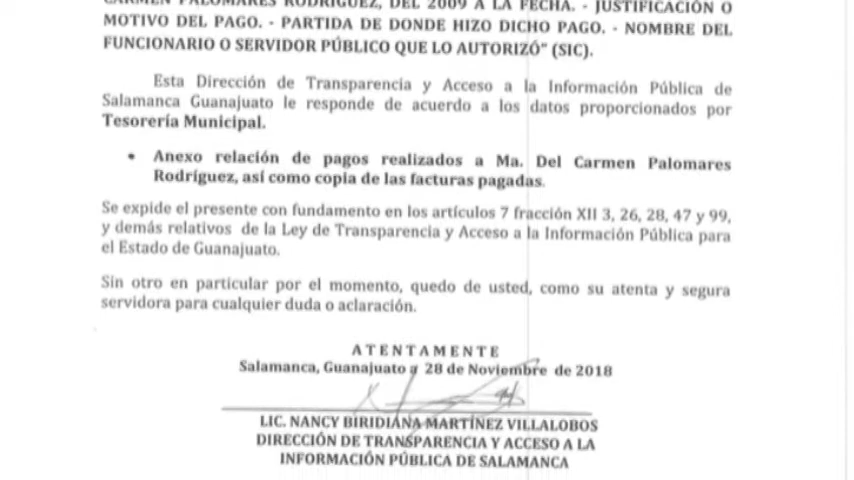 CARMEN PALOMARES RODRÍGUEZ, DEL 2009 A LA FECHA. - JUSTIFICACIÓN O
MOTIVO DEL PAGO. - PARTIDA DE DONDE HIZO DICHO PAGO. - NOMBRE DEL
FUNCIONARIO O SERVIDOR PÚBLICO QUE LO AUTORIZÓ" (SIC).
Esta Dirección de Transparencia y Acceso a la Información Pública de
Salamanca Guanajuato le responde de acuerdo a los datos proporcionados por
Tesorería Municipal.
• Anexo relación de pagos realizados a Ma. Del Carmen Palomares
Rodríguez, así como copia de las facturas pagadas.
Se expide el presente con fundamento en los artículos 7 fracción XII 3, 26, 28, 47 y 99,
y demás relativos de la Ley de Transparencia y Acceso a la Información Pública para
el Estado de Guanajuato.
Sin otro en particular por el momento, quedo de usted, como su atenta y segura
servidora para cualquier duda o aclaración.
ATENTAMENTE
Salamanca, Guanajuato a 28 de Noviembre de 2018
LIC. NANCY BIRIDIANA MARTÍNEZ VILLALOBOS
DIRECCIÓN DE TRANSPARENCIA Y ACCESO A LA
INFORMACIÓN PÚBLICA DE SALAMANCA